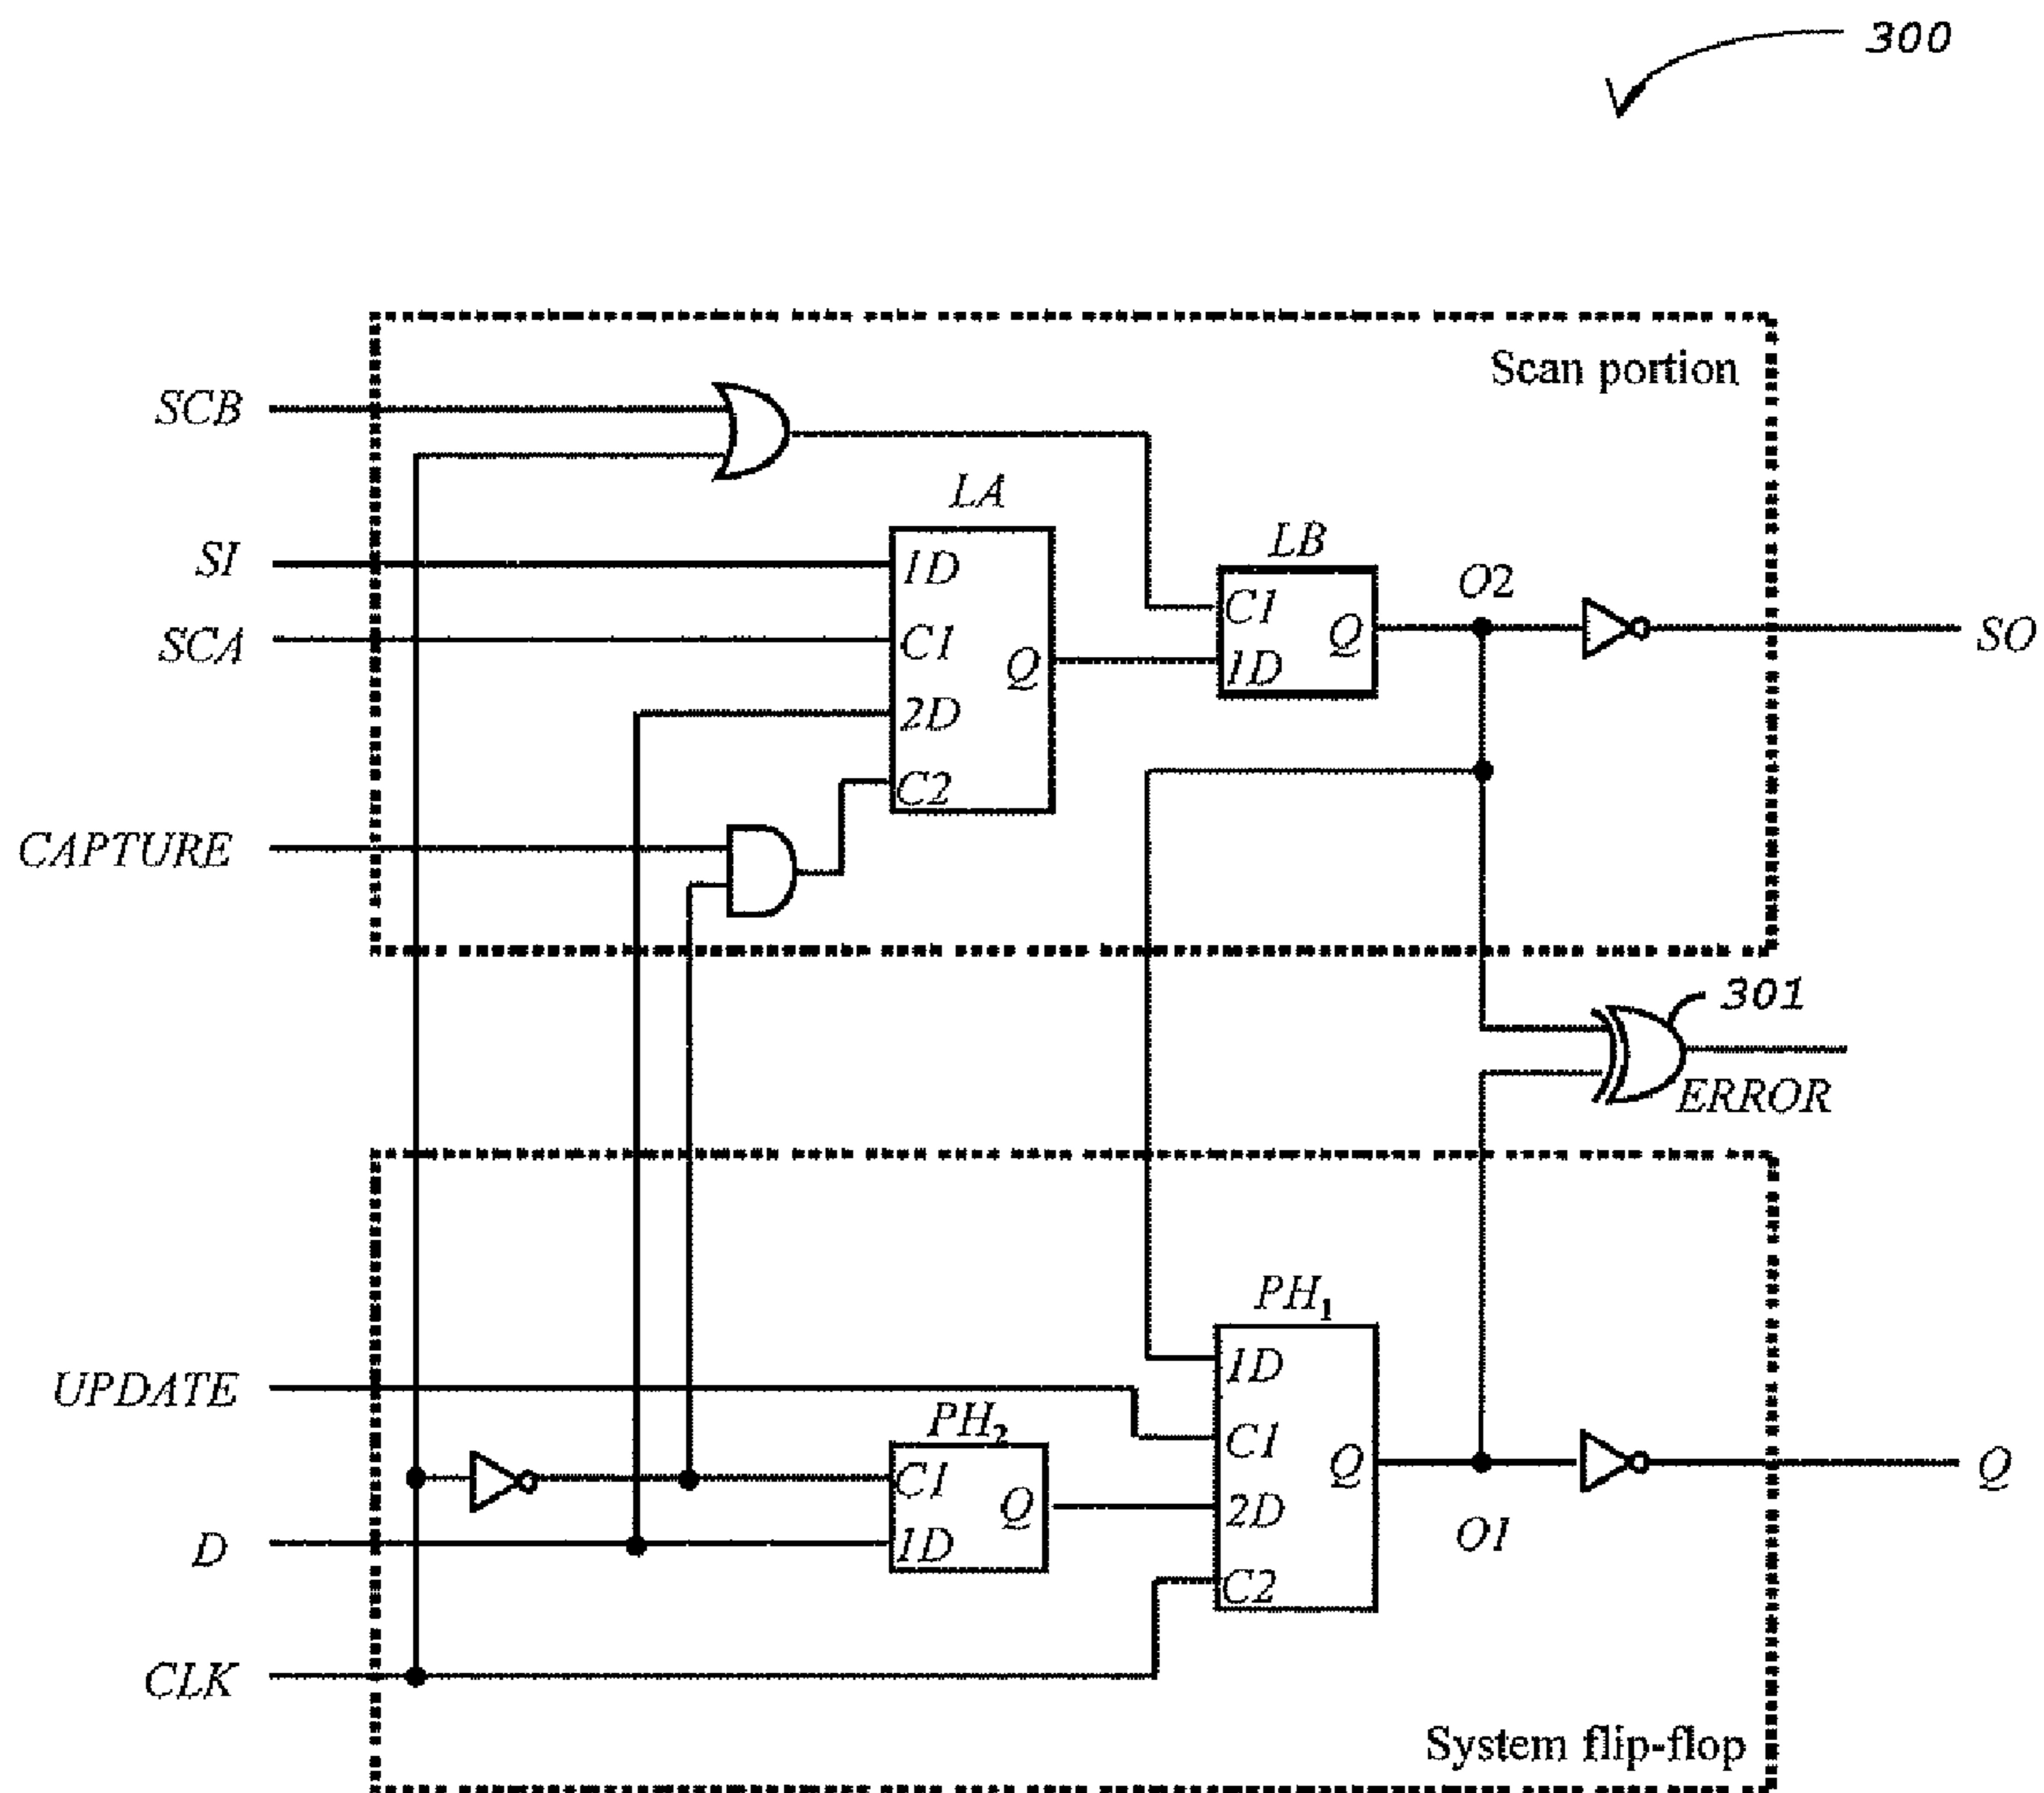 300
Scan portion
SCB
LA
SI
1D
LB
O2
C1
Q
SCA
C1
Q
1D
SO
2D
C2
CAPTURE
301
ERROR
PH1
1D
UPDATE
PH2
C1
C1
Q
Q
Q
2D
D
1D
O1
C2
CLK
System flip-flop